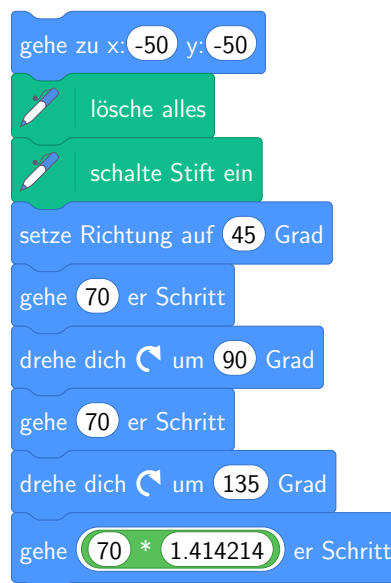 gehe zu x: -50 y: -50
lösche alles
schalte Stift ein
setze Richtung auf 45 Grad
gehe 70 er Schritt
drehe dich um 90 Grad
gehe 70 er Schritt
drehe dich um 135 Grad
gehe 70 * 1.414214 er Schritt